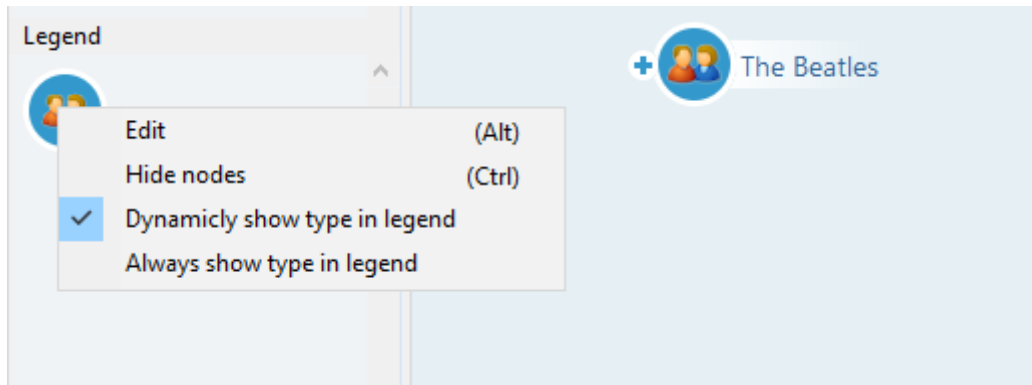 Legend
The Beatles
Edit (Alt)
Hide nodes (Ctrl)
Dynamicly show type in legend
Always show type in legend